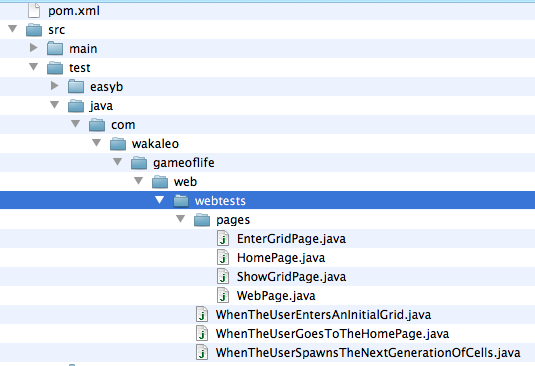 pom.xml
src
main
test
easyb
java
com
wakaleo
gameoflife
web
webtests
pages
EnterGridPage.java
HomePage.java
ShowGridPage.java
WebPage.java
WhenTheUserEntersAnInitialGrid.java
WhenTheUserGoesToTheHomePage.java
WhenTheUserSpawnsTheNextGenerationOfCells.java